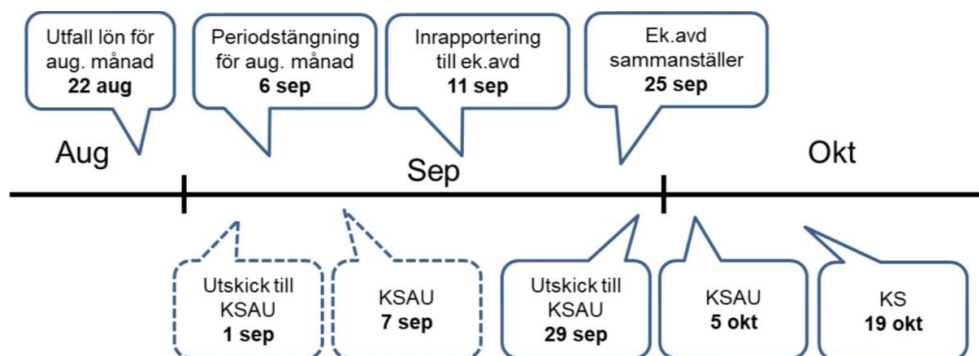 Utfall lön för
aug. månad
22 aug
Periodstängning
för aug. månad
6 sep
Inrapportering
till ek.avd
11 sep
Ek.avd
sammanställer
25 sep
Aug
Sep
Okt
Utskick till
KSAU
1 sep
KSAU
7 sep
Utskick till
KSAU
29 sep
KSAU
5 okt
KS
19 okt